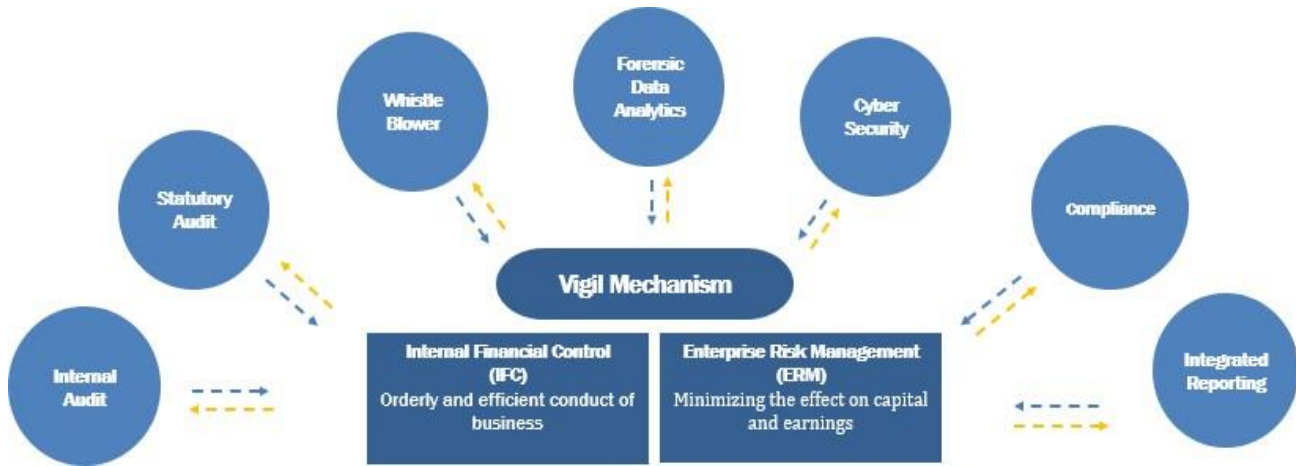 Forensic
Data
Analytics
Whistle
Blower
Cyber
Security
Statutory
Audit
Compliance
Vigil Mechanism
Internal Financial Control
(IFC)
Orderly and efficient conduct of
business
Enterprise Risk Management
(ERM)
Minimizing the effect on capital
and earnings
Internal
Audit
Integrated
Reporting